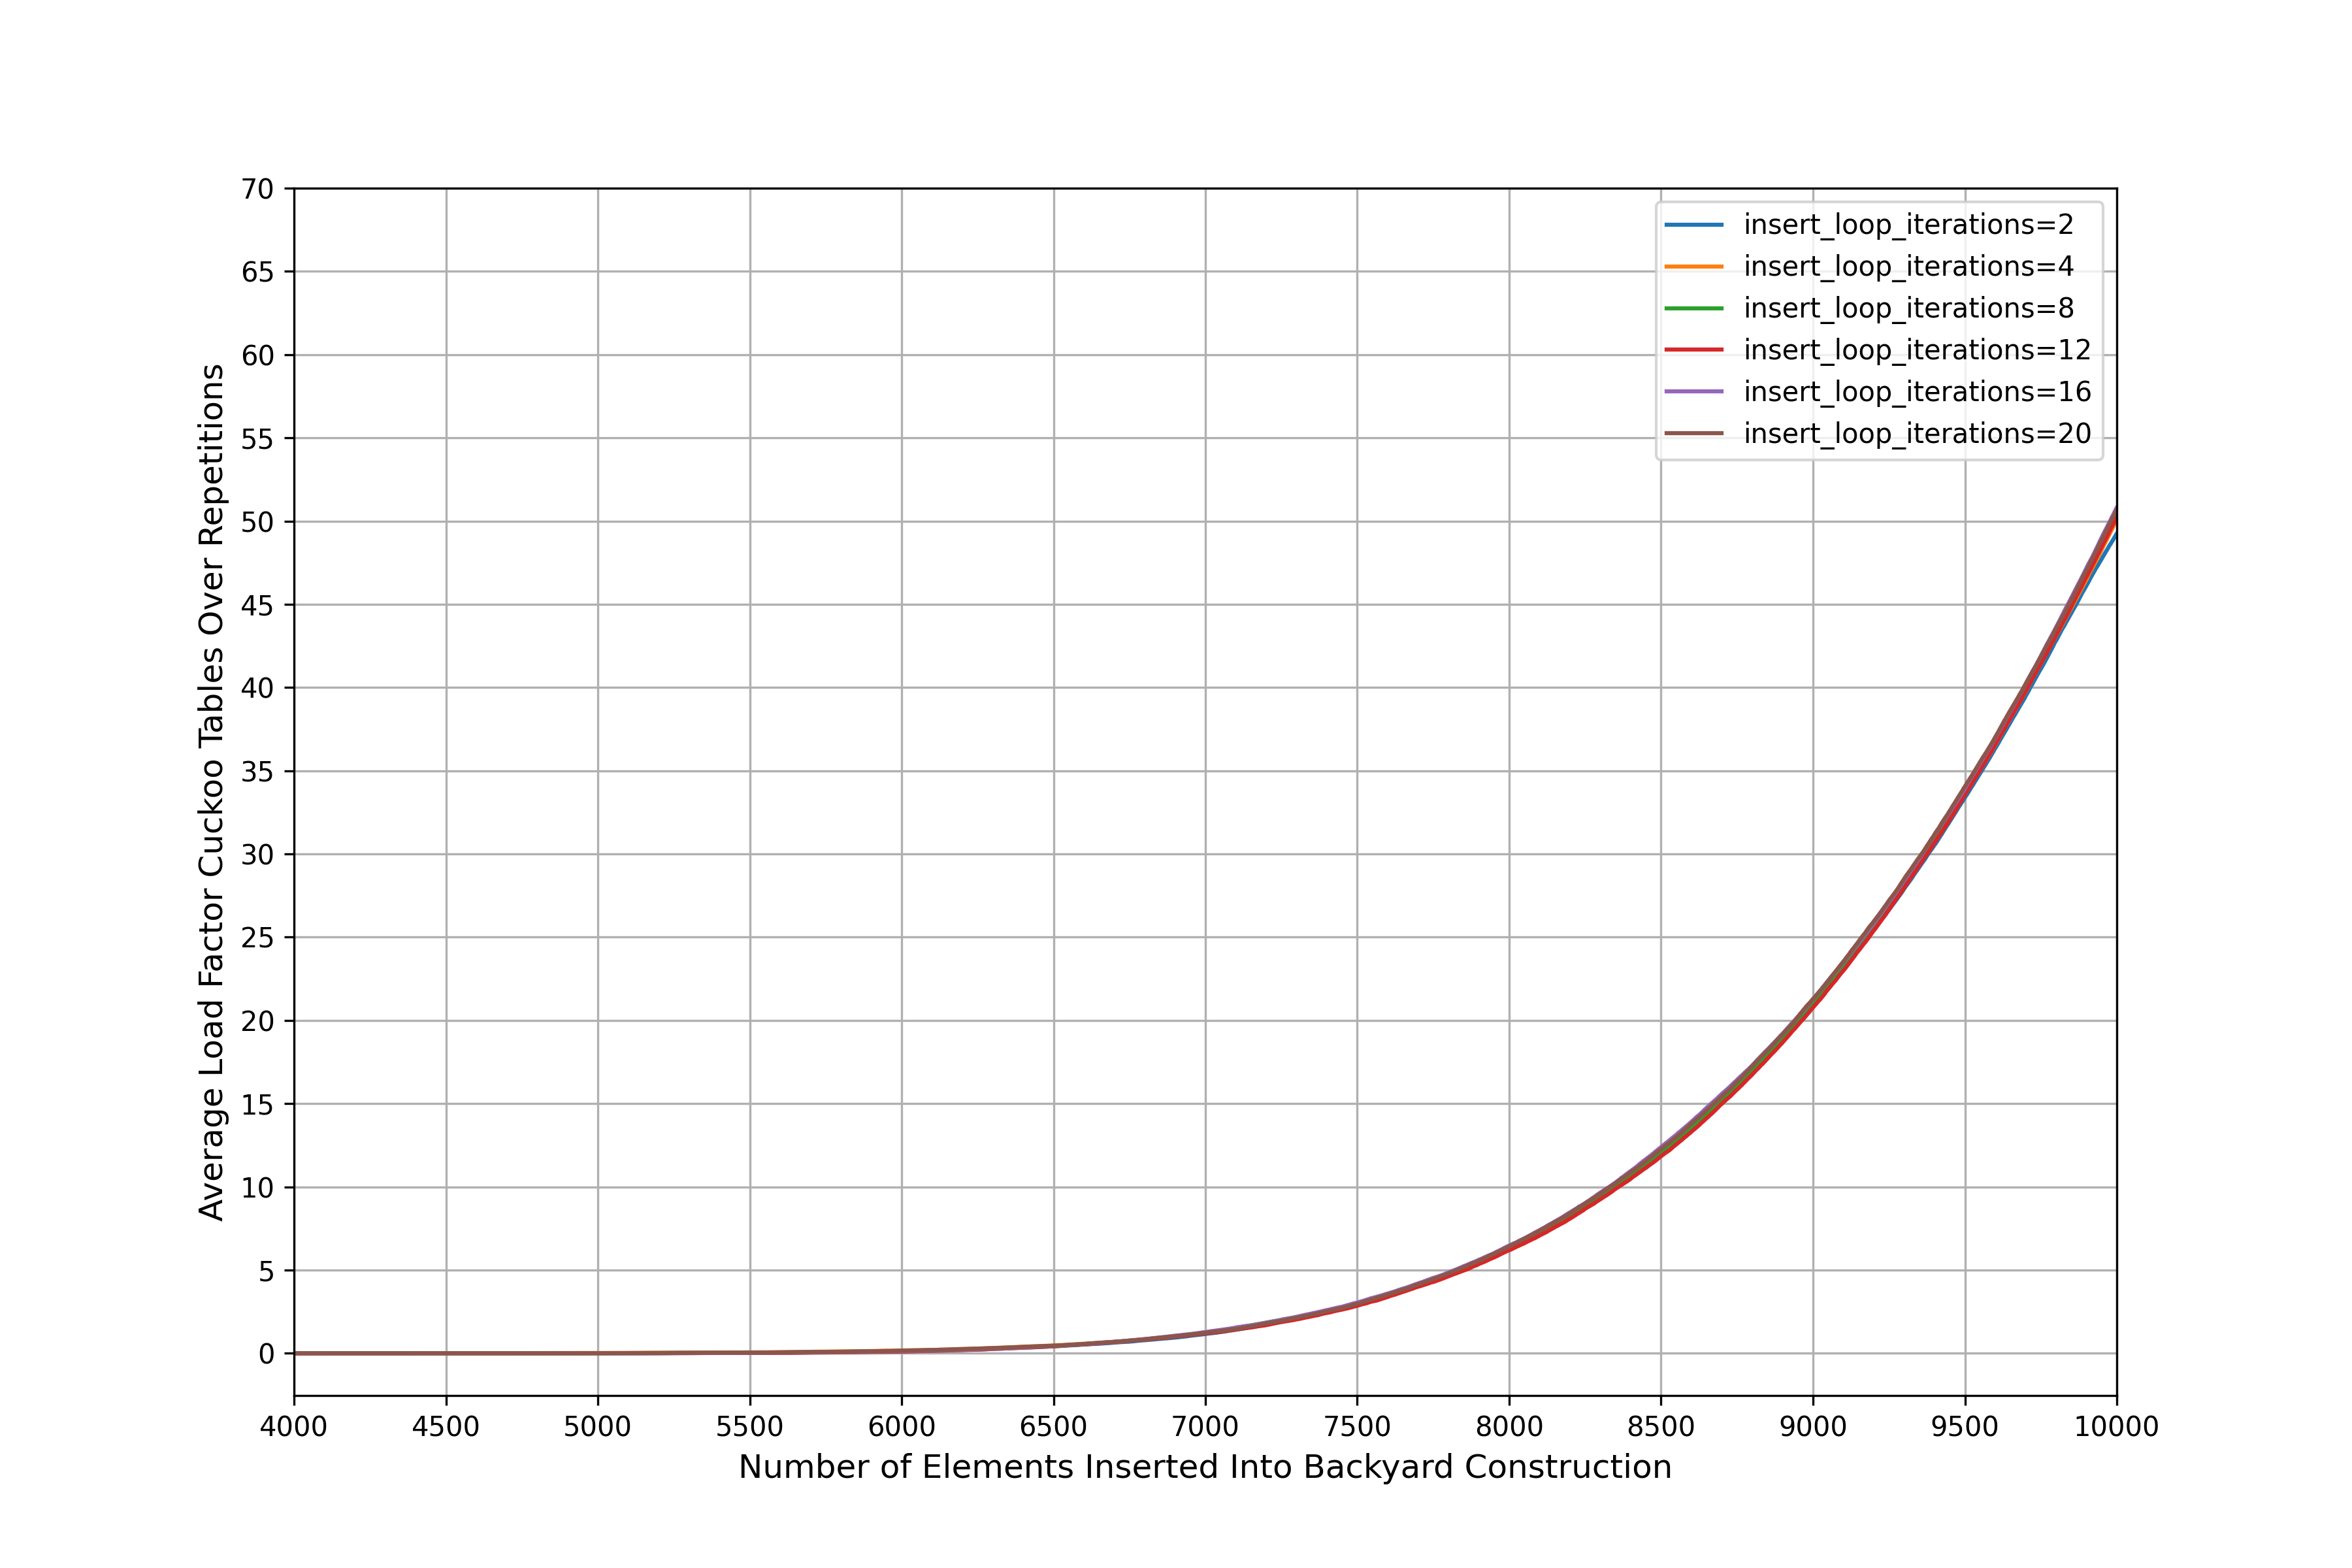 70
65
60
55
50
45
40
35
30
25
20
15
10
5
0
Average Load Factor Cuckoo Tables Over Repetitions
insert_loop_iterations=2
insert_loop_iterations=4
insert_loop_iterations=8
insert_loop_iterations=12
insert_loop_iterations=16
insert_loop_iterations=20
4000 4500 5000 5500 6000 6500 7000 7500 8000 8500 9000 9500 10000
Number of Elements Inserted Into Backyard Construction